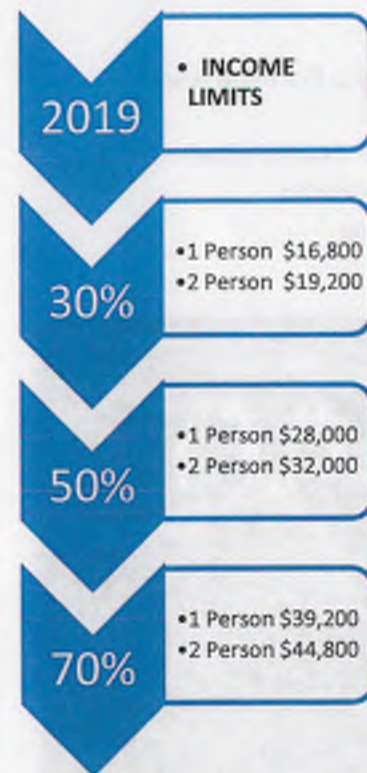 2019
• INCOME
LIMITS
30%
•1 Person $16,800
•2 Person $19,200
50%
•1 Person $28,000
•2 Person $32,000
70%
•1 Person $39,200
•2 Person $44,800